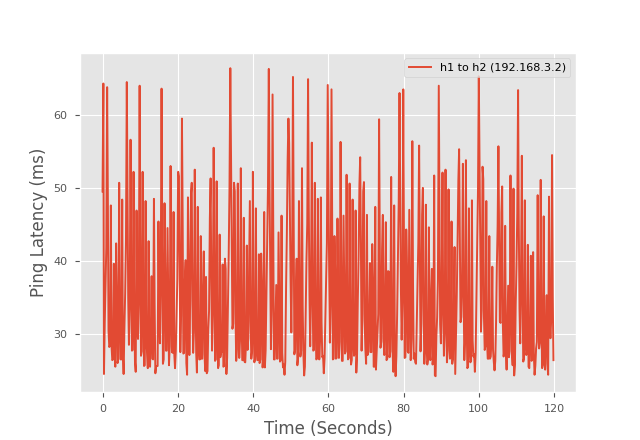 h1 to h2 (192.168.3.2)
Ping Latency (ms)
60
50
40
30
0 20 40 60 80 100 120
Time (Seconds)